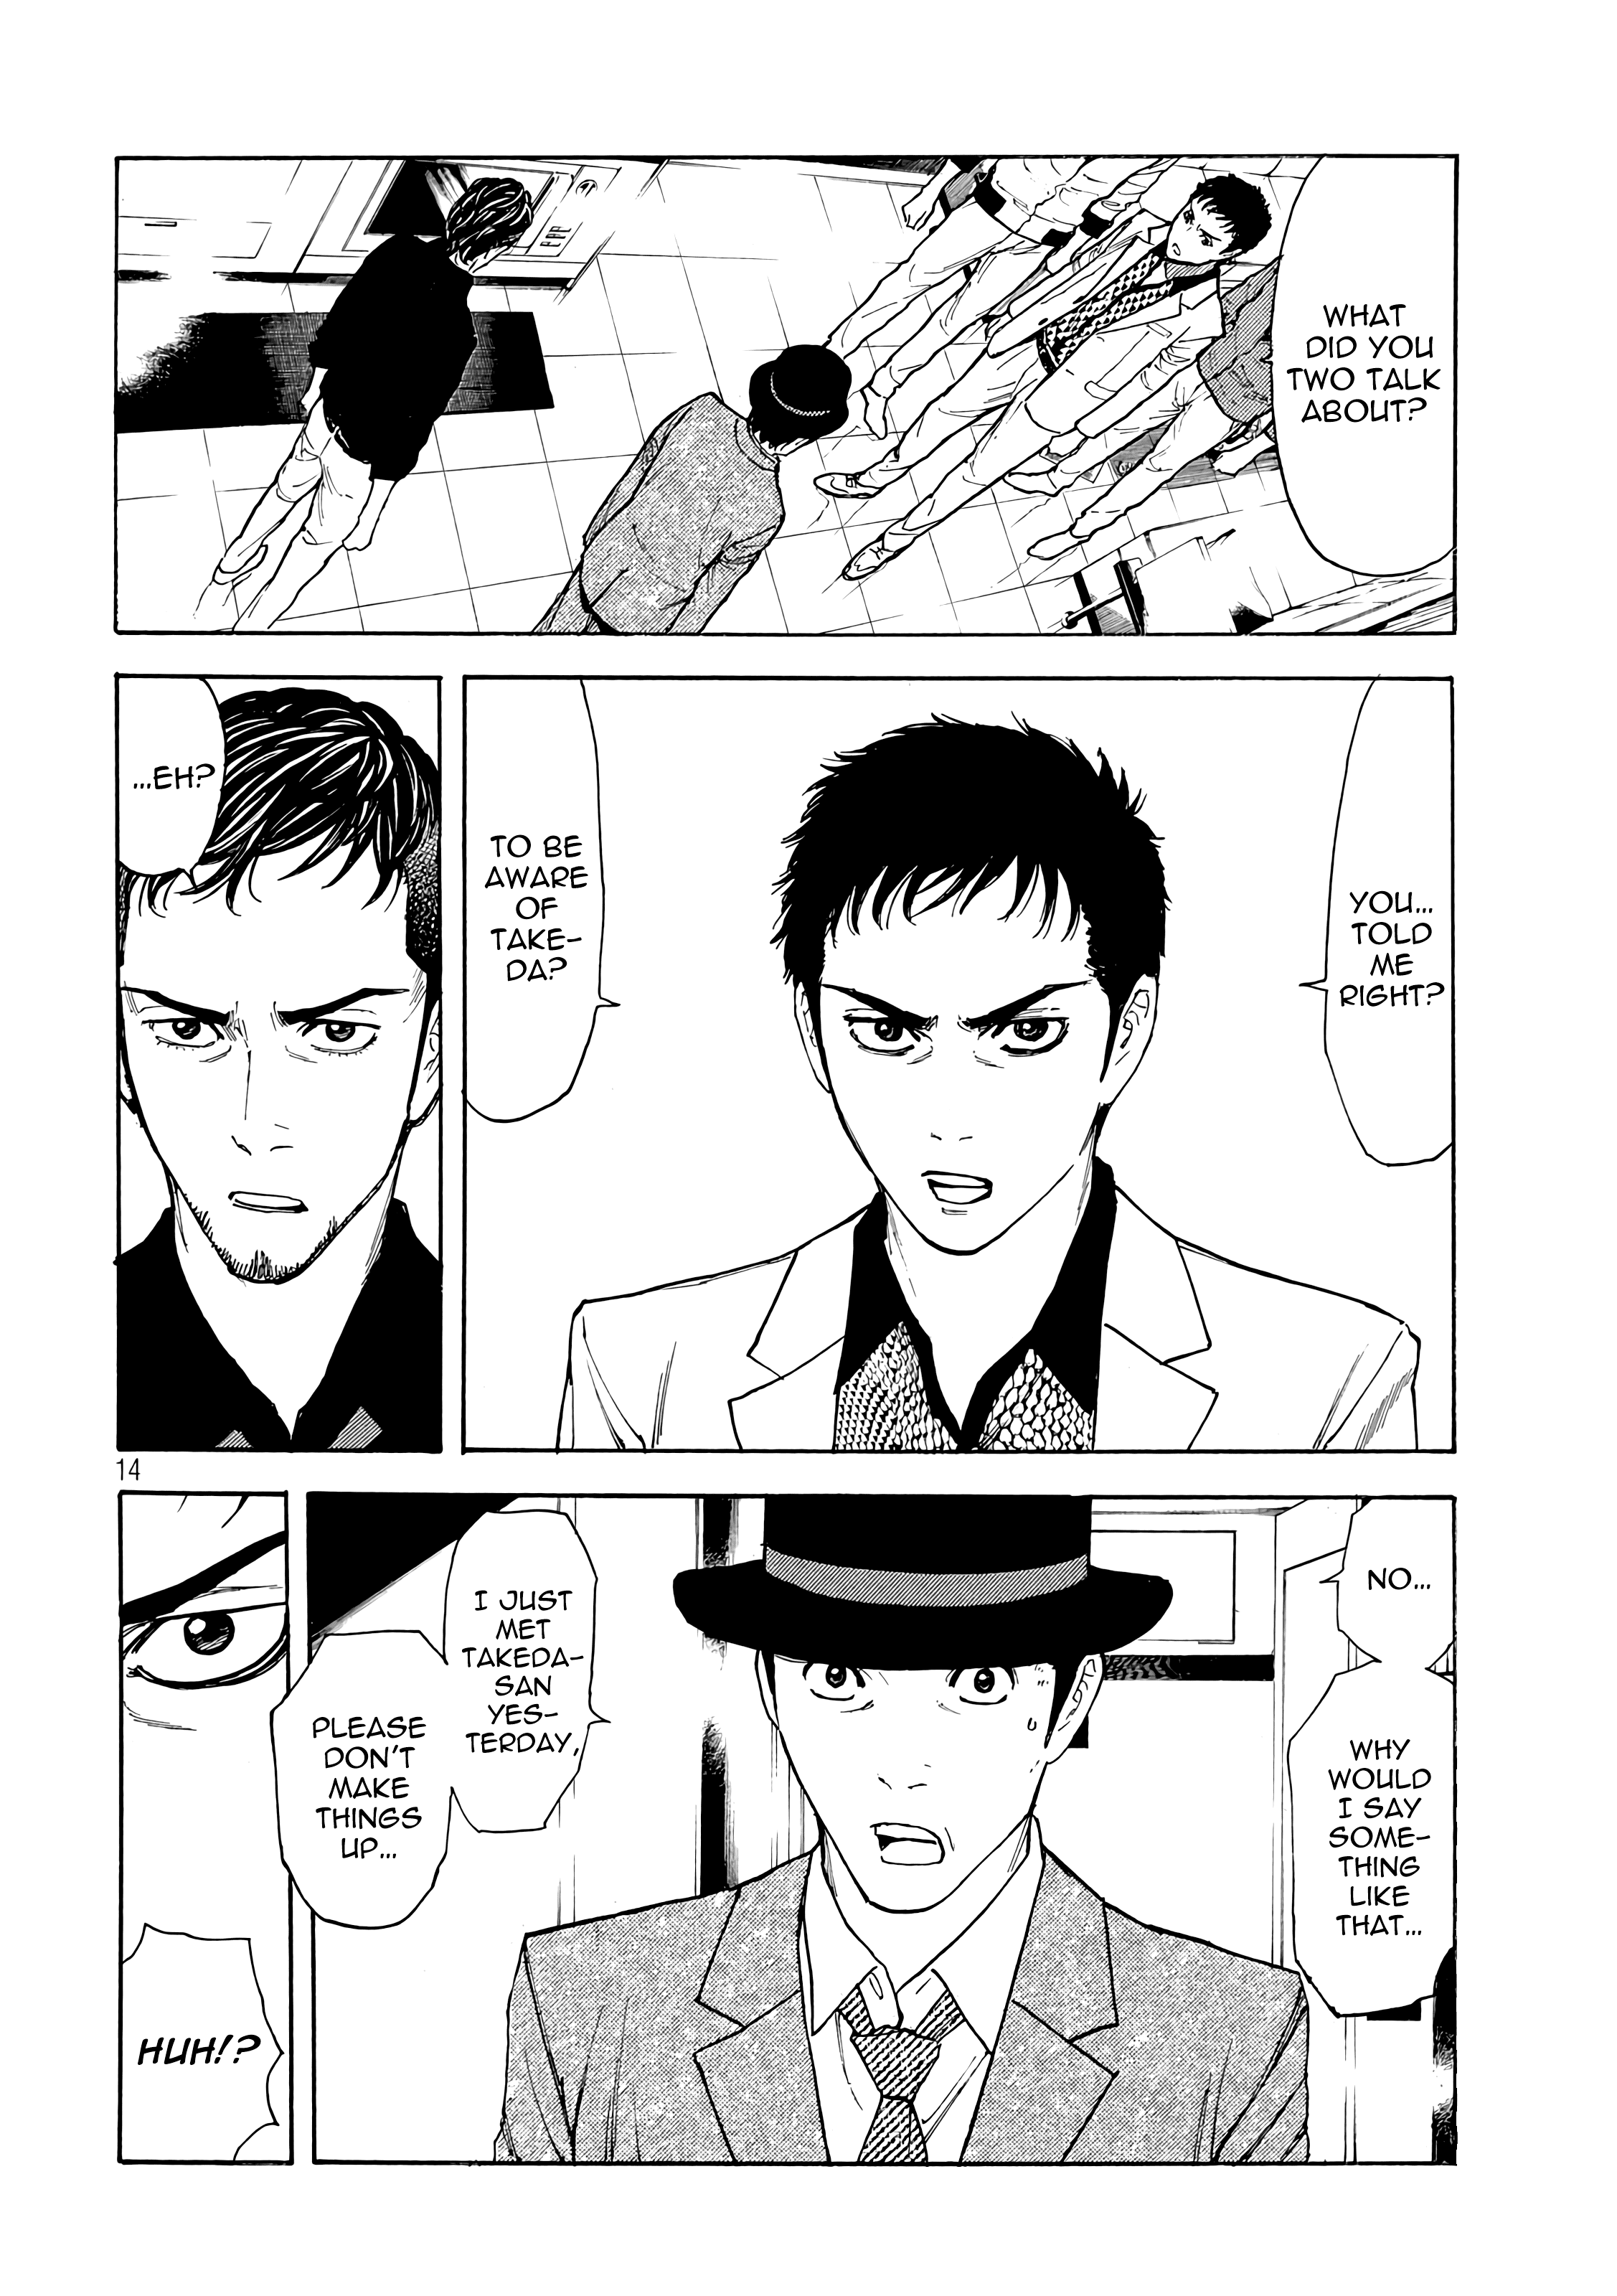 WHAT
DID YOU
TWO TALK
ABOUT?
YOU...
TOLD
ME
RIGHT?
TO BE
AWARE
OF
TAKE-
DA?
...EH?
14
NO...
WHY
WOULD
I SAY
SOME-
THING
LIKE
THAT...
I JUST
MET
TAKEDA-
SAN
YES-
TERDAY,
PLEASE
DON'T
MAKE
THINGS
UP...
HUH!?